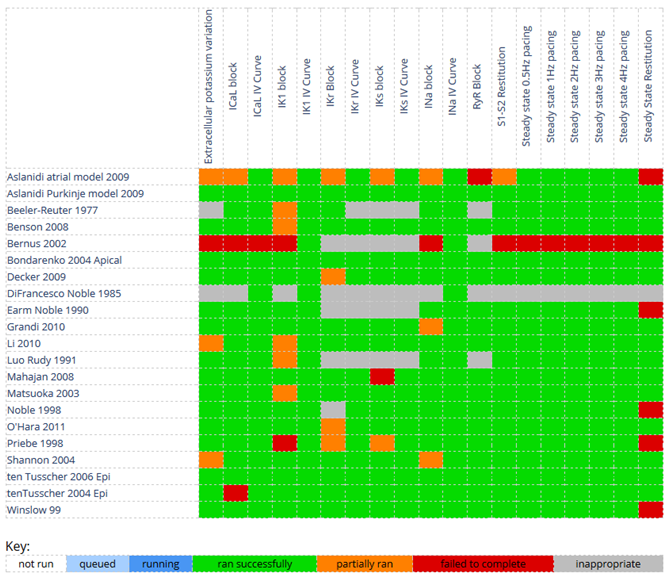 Extracellular potassium variation
ICaL block
ICaL IV Curve
IK1 block
IK1 IV Curve
IKr Block
IKr IV Curve
IKs block
IKs IV Curve
INa block
INa IV Curve
RyR Block
S1-S2 Restitution
Steady state 0.5Hz pacing
Steady state 1Hz pacing
Steady state 2Hz pacing
Steady state 3Hz pacing
Steady state 4Hz pacing
Steady State Restitution
Aslanidi atrial model 2009
Aslanidi Purkinje model 2009
Beeler-Reuter 1977
Benson 2008
Bernus 2002
Bondarenko 2004 Apical
Decker 2009
DiFrancesco Noble 1985
Earm Noble 1990
Grandi 2010
Li 2010
Luo Rudy 1991
Mahajan 2008
Matsuoka 2003
Noble 1998
O'Hara 2011
Priebe 1998
Shannon 2004
ten Tusscher 2006 Epi
tenTusscher 2004 Epi
Winslow 99
Key:
not run queued running ran successfully partially ran failed to complete inappropriate